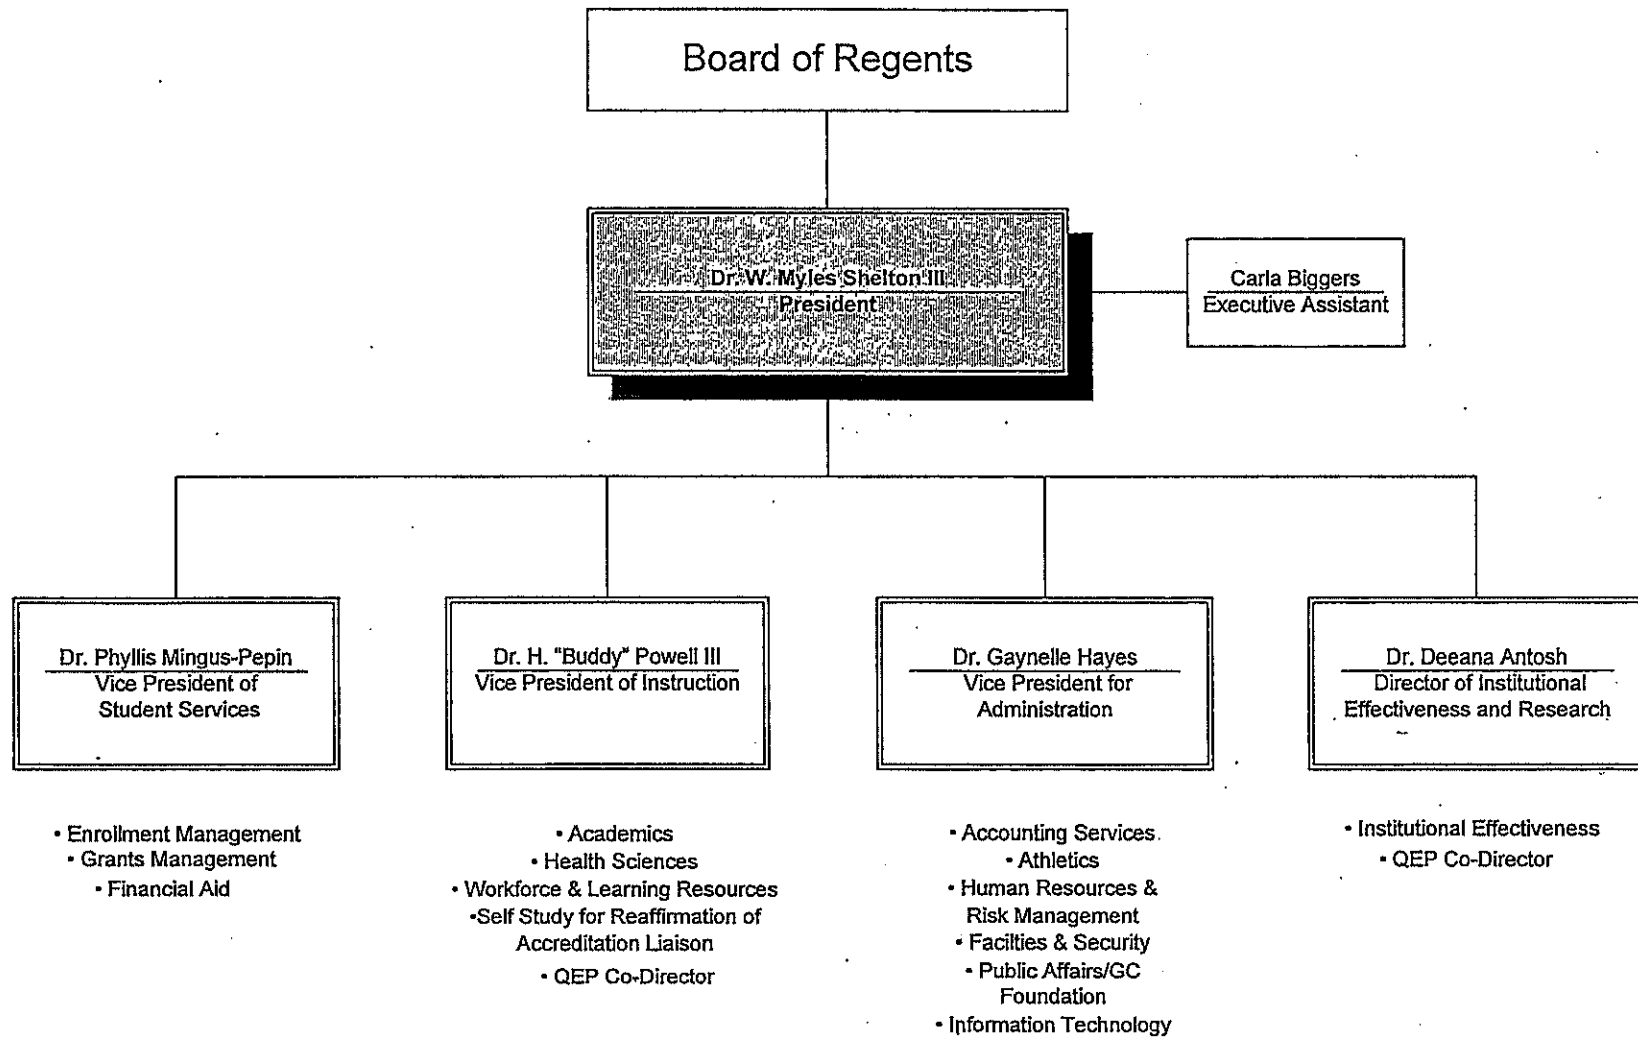 Board of Regents
Dr. W. Myles Shelton III
President
Carla Biggers
Executive Assistant
Dr. Phyllis Mingus-Pepin
Vice President of
Student Services
Dr. H. "Buddy" Powell III
Vice President of Instruction
Dr. Gaynelle Hayes
Vice President for
Administration
Dr. Deeana Antosh
Director of Institutional
Effectiveness and Research
• Enrollment Management
• Grants Management
• Financial Aid
• Academics
• Health Sciences
• Workforce & Learning Resources
•Self Study for Reaffirmation of
Accreditation Liaison
• QEP Co-Director
• Accounting Services
• Athletics
• Human Resources &
Risk Management
• Facilties & Security
• Public Affairs/GC
Foundation
• Information Technology
• Institutional Effectiveness
• QEP Co-Director